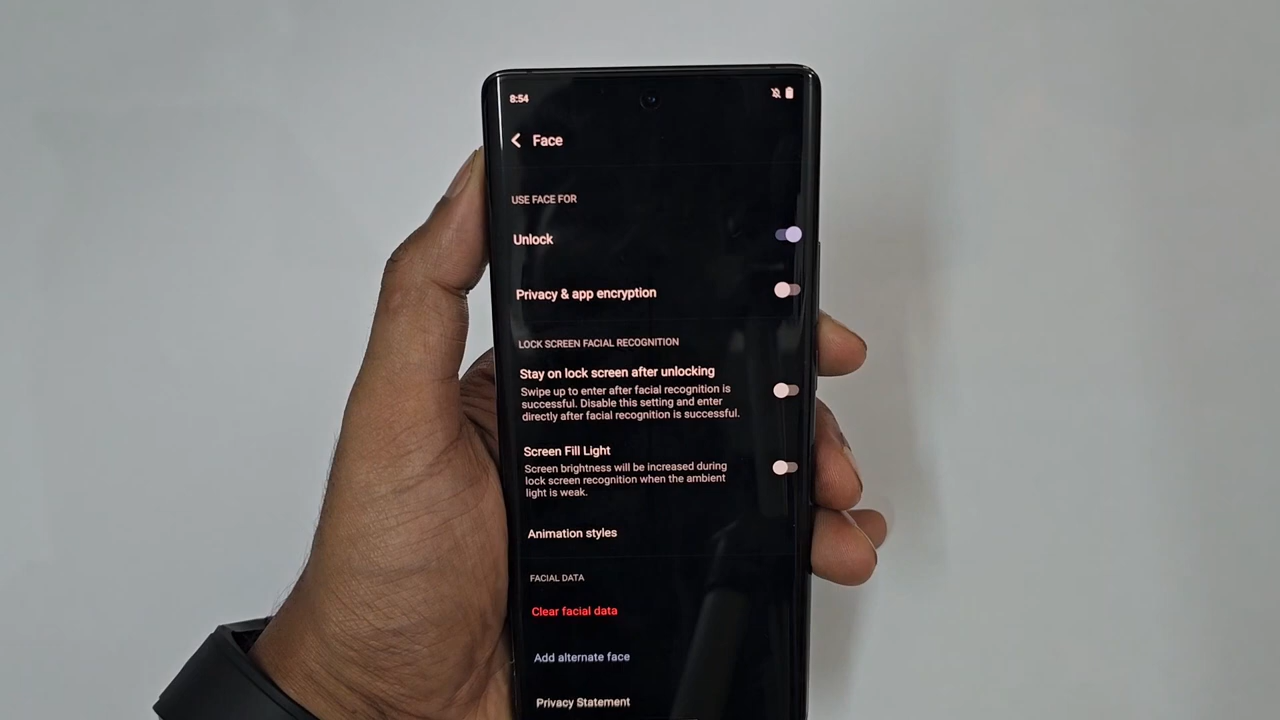 8:54
Face
USE FACE FOR
Unlock
Privacy & app encryption
LOCK SCREEN FACIAL RECOGNITION
Stay on lock screen after unlocking
Swipe up to enter after facial recognition is
successful. Disable this setting and enter
directly after facial recognition is successful.
Screen Fill Light
Screen brightness will be increased during
lock screen recognition when the ambient
light is weak.
Animation styles
FACIAL DATA
Clear facial data
Add alternate face
Privacy Statement